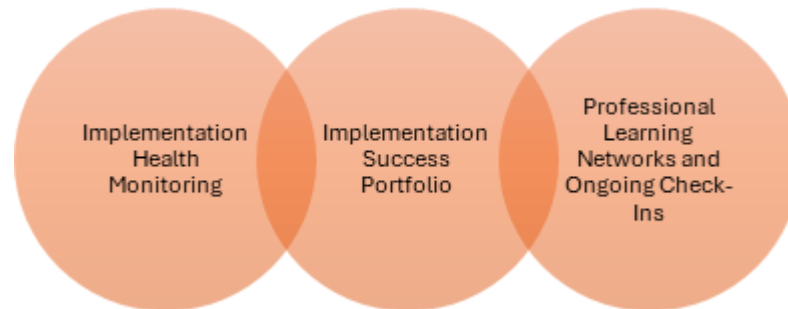 Implementation
Health
Monitoring
Implementation
Success
Portfolio
Professional
Learning
Networks and
Ongoing Check-
Ins